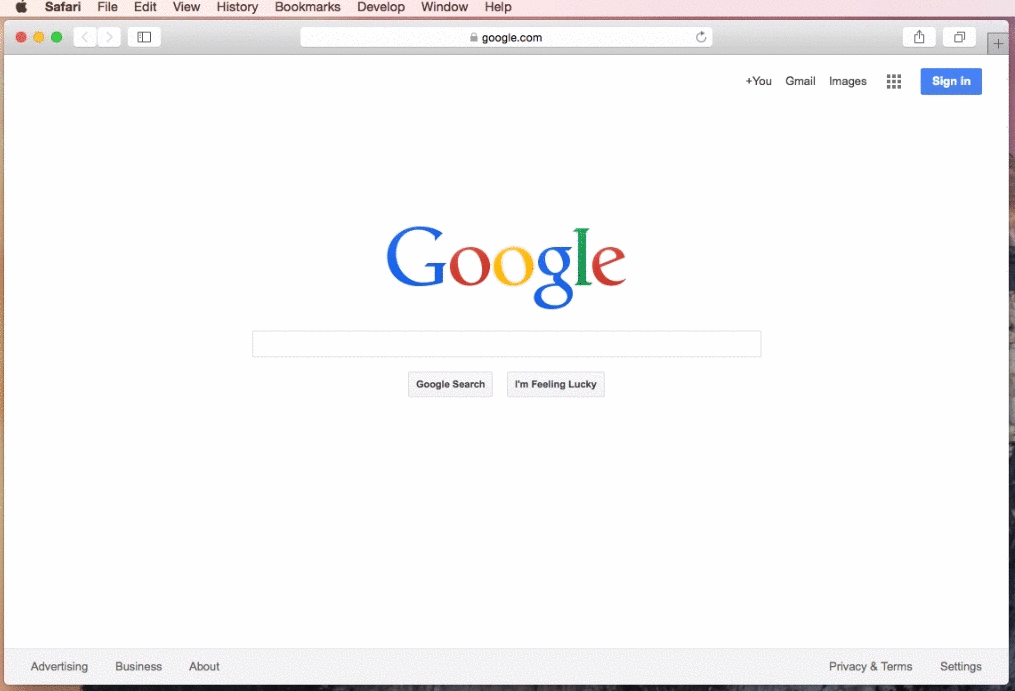 Safari File Edit View History Bookmarks Develop Window Help
google.com
+You Gmail Images Sign in
Google
Google Search I'm Feeling Lucky
Advertising Business About Privacy & Terms Settings